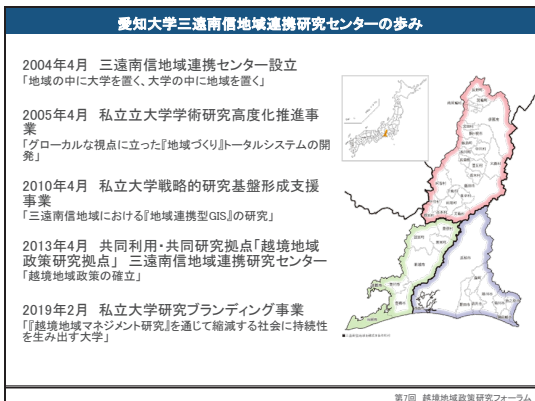 愛知大学三遠南信地域連携研究センターの歩み
2004年4月 三遠南信地域連携センター設立
「地域の中に大学を置く、大学の中に地域を置く」
2005年4月 私立立大学学術研究高度化推進事
業
「グローカルな視点に立った『地域づくり』トータルシステムの開
発」
2010年4月 私立大学戦略的研究基盤形成支援
事業
「三遠南信地域における『地域連携型GIS』の研究」
2013年4月 共同利用・共同研究拠点「越境地域
政策研究拠点」 三遠南信地域連携研究センター
「越境地域政策の確立」
2019年2月 私立大学研究ブランディング事業
「『越境地域マネジメント研究』を通じて縮減する社会に持続性
を生み出す大学」
第7回 越境地域政策研究フォーラム